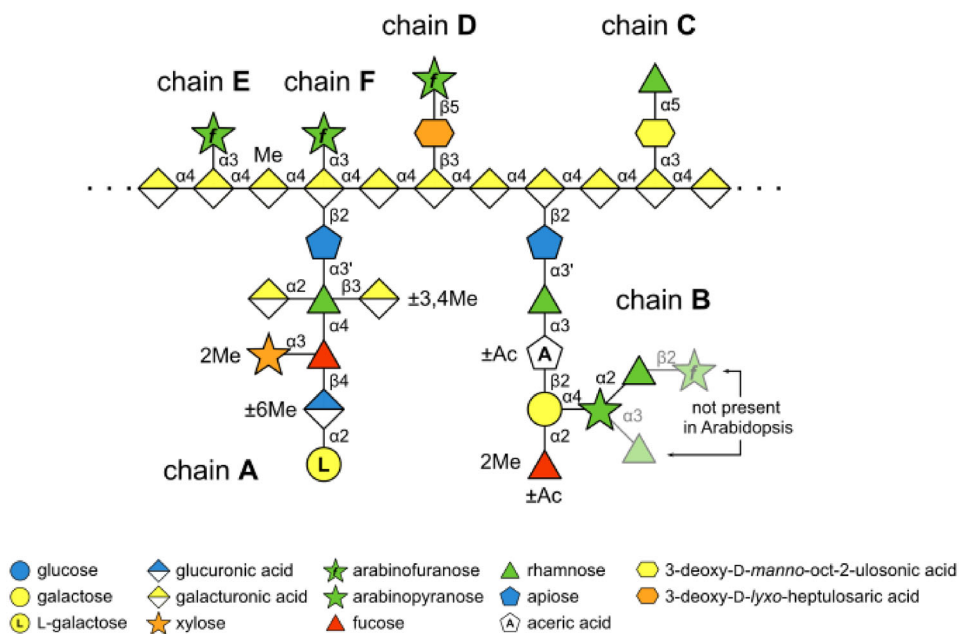 chain D
chain C
chain E
chain F
f
β5
α5
f
f
Me
α3
α3
β3
α3
· · · α4 α4 α4 α4 α4 α4 α4 α4 α4 α4 · · ·
β2
β2
α3'
α3'
α2
β3
±3,4Me
chain B
α4
α3
2Me
α3
±Ac
A
β2
f
β4
β2
α2
not present
in Arabidopsis
±6Me
α4
α3
α2
α2
chain A
L
2Me
±Ac
glucose
glucuronic acid
f arabinofuranose
rhamnose
3-deoxy-D-manno-oct-2-ulosonic acid
galactose
galacturonic acid
arabinopyranose
apiose
3-deoxy-D-lyxo-heptulosaric acid
L L-galactose
xylose
fucose
A aceric acid